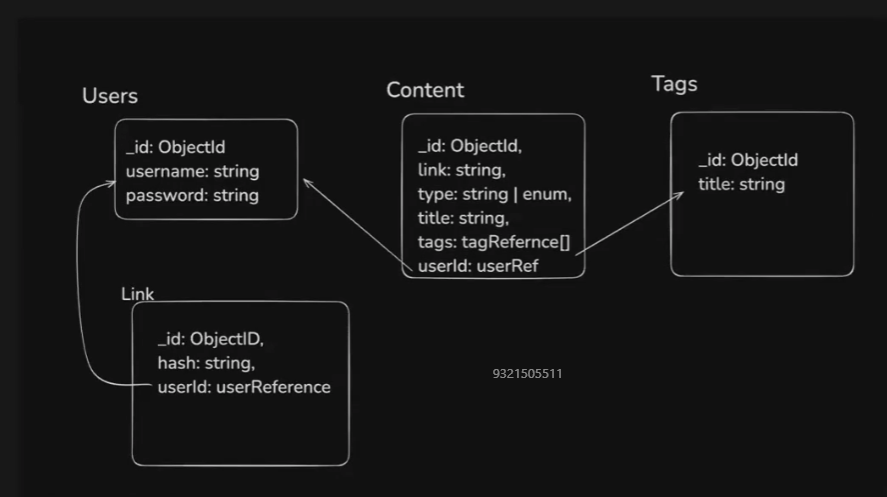 Users
_id: ObjectId
username: string
password: string
Content
_id: ObjectId,
link: string,
type: string | enum,
title: string,
tags: tagRefernce[]
userId: userRef
Tags
_id: ObjectId
title: string
Link
_id: ObjectID,
hash: string,
userId: userReference
9321505511